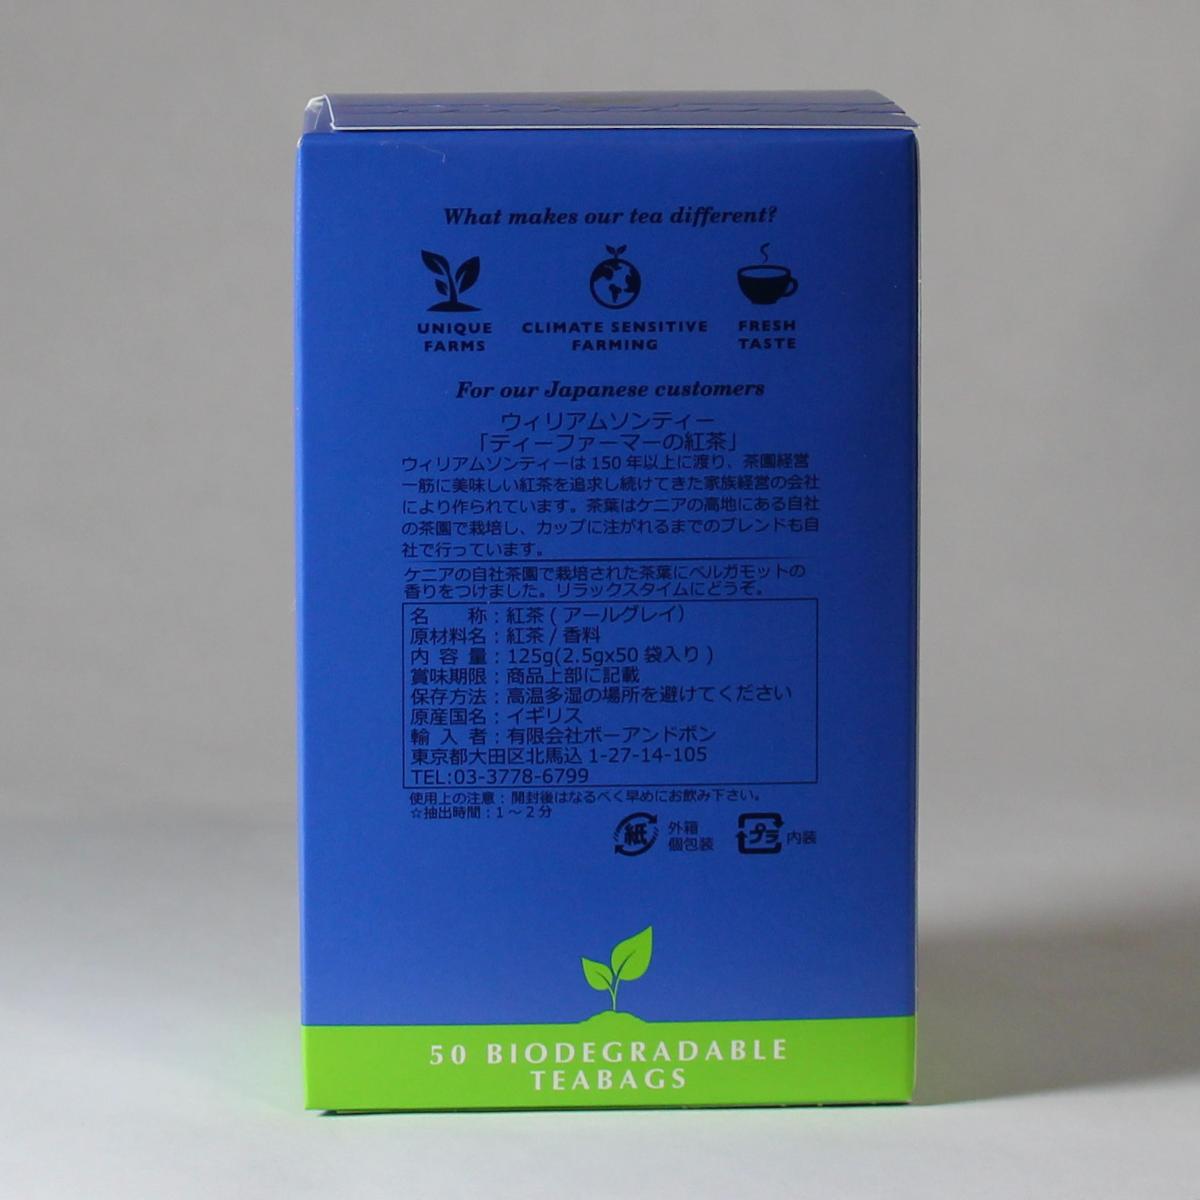 What makes our tea different?
UNIQUE FARMS
CLIMATE SENSITIVE FARMING
FRESH TASTE
For our Japanese customers
ウィリアムソンティー
「ティーファーマーの紅茶」
ウィリアムソンティーは 150 年以上に渡り、茶園経営
一筋に美味しい紅茶を追求し続けてきた家族経営の会社
により作られています。茶葉はケニアの高地にある自社
の茶園で栽培し、カップに注がれるまでのブレンドも自
社で行っています。
ケニアの自社茶園で栽培された茶葉にベルガモットの
香りをつけました。リラックスタイムにどうぞ。
名 称：紅茶 ( アールグレイ）
原材料名：紅茶 / 香料
内 容 量：125g(2.5gx50 袋入り )
賞味期限：商品上部に記載
保存方法：高温多湿の場所を避けてください
原産国名：イギリス
輸 入 者：有限会社ボーアンドボン
東京都大田区北馬込 1-27-14-105
TEL:03-3778-6799
使用上の注意：開封後はなるべく早めにお飲み下さい。
☆抽出時間：1 ～ 2 分
紙 外箱
個包装
プラ 内装
50 BIODEGRADABLE
TEABAGS